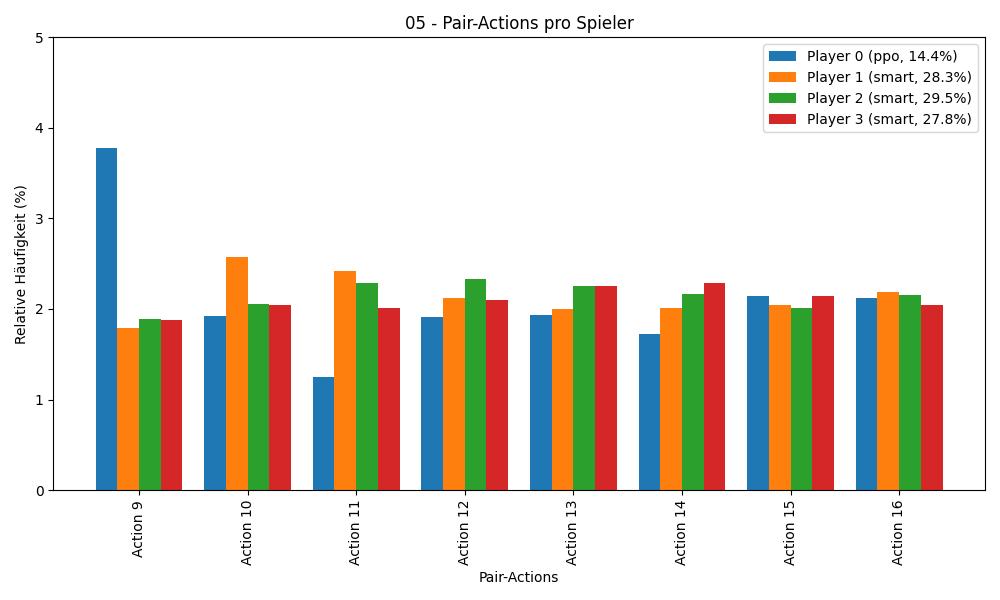 05 - Pair-Actions pro Spieler
Player 0 (ppo, 14.4%)
Player 1 (smart, 28.3%)
Player 2 (smart, 29.5%)
Player 3 (smart, 27.8%)
Relative Häufigkeit (%)
5
4
3
2
1
0
Action 9
Action 10
Action 11
Action 12
Action 13
Action 14
Action 15
Action 16
Pair-Actions